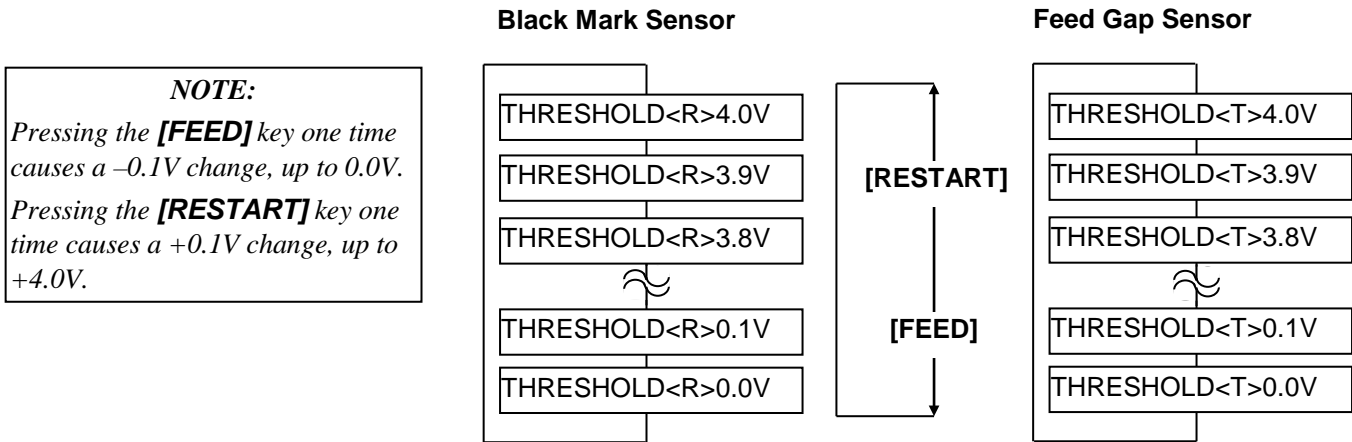 Black Mark Sensor
Feed Gap Sensor
NOTE:
Pressing the [FEED] key one time
causes a –0.1V change, up to 0.0V.
Pressing the [RESTART] key one
time causes a +0.1V change, up to
+4.0V.
THRESHOLD<R>4.0V
THRESHOLD<R>3.9V
THRESHOLD<R>3.8V
THRESHOLD<R>0.1V
THRESHOLD<R>0.0V
[RESTART]
[FEED]
THRESHOLD<T>4.0V
THRESHOLD<T>3.9V
THRESHOLD<T>3.8V
THRESHOLD<T>0.1V
THRESHOLD<T>0.0V